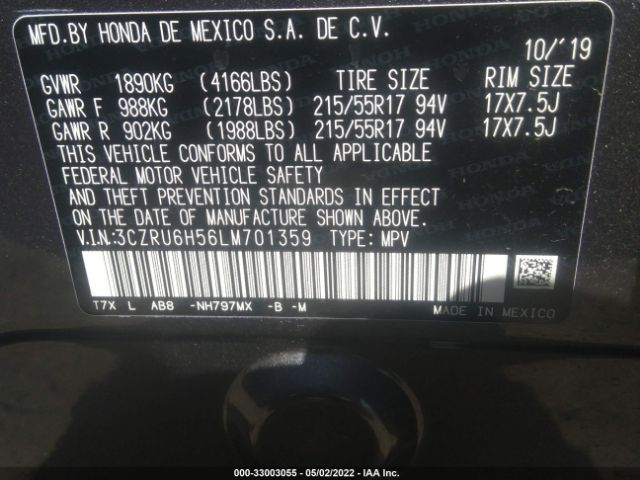 MFD.BY HONDA DE MEXICO S.A. DE C.V.
10/'19
GVWR 1890KG (4166LBS) TIRE SIZE RIM SIZE
GAWR F 988KG (2178LBS) 215/55R17 94V 17X7.5J
GAWR R 902KG (1988LBS) 215/55R17 94V 17X7.5J
THIS VEHICLE CONFORMS TO ALL APPLICABLE
FEDERAL MOTOR VEHICLE SAFETY
AND THEFT PREVENTION STANDARDS IN EFFECT
ON THE DATE OF MANUFACTURE SHOWN ABOVE.
V.I.N:3CZRU6H56LM701359 TYPE: MPV
T7X L AB8 -NH797MX -B -M
MADE IN MEXICO
000-33003055 - 05/02/2022 - IAA Inc.